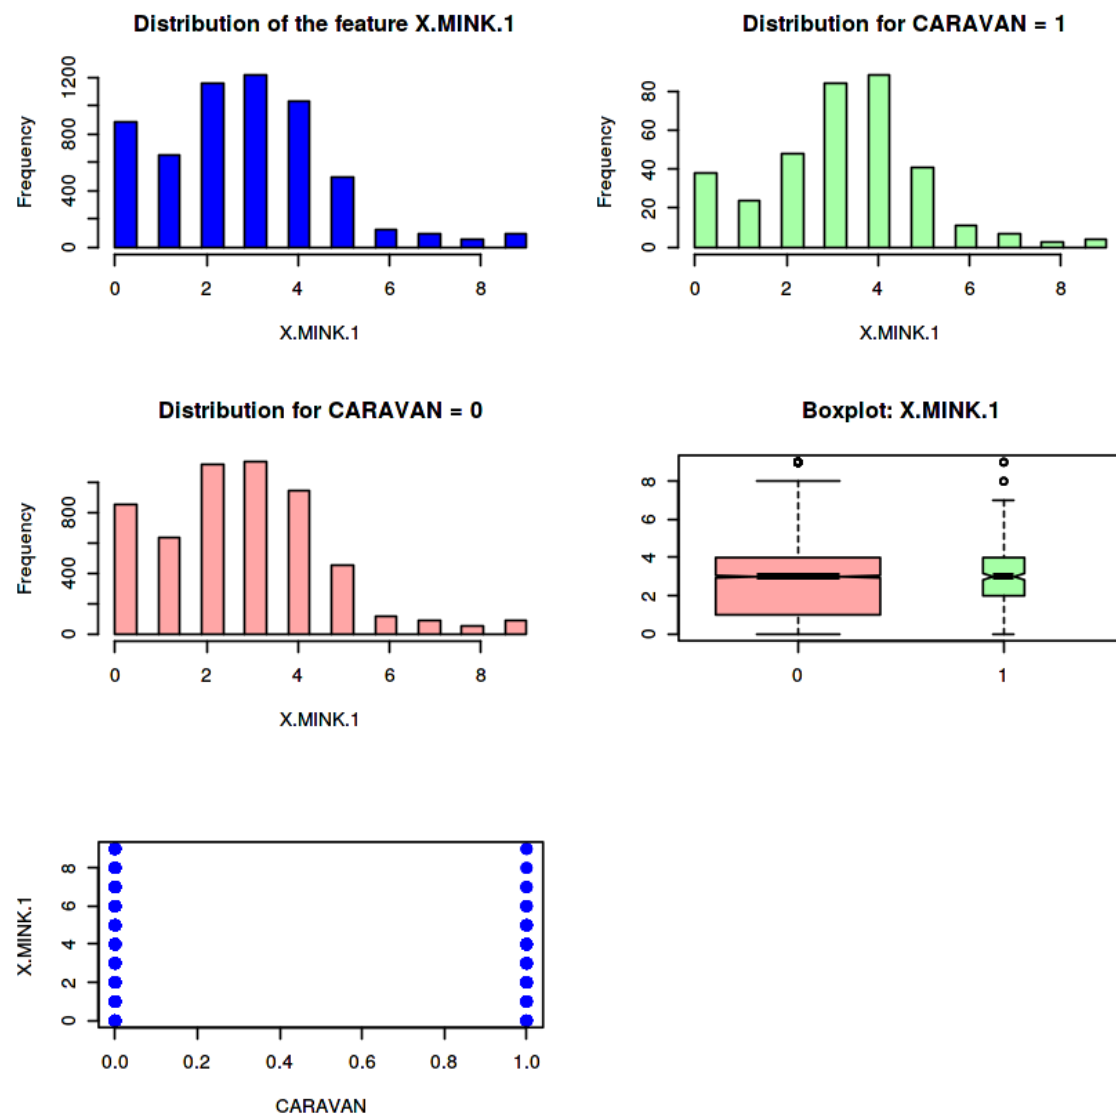 Distribution of the feature X.MINK.1
Frequency
0 400 800 1200
0 2 4 6 8
X.MINK.1
Distribution for CARAVAN = 1
Frequency
0 20 40 60 80
0 2 4 6 8
X.MINK.1
Distribution for CARAVAN = 0
Frequency
0 400 800
0 2 4 6 8
X.MINK.1
Boxplot: X.MINK.1
0 2 4 6 8
0 1
X.MINK.1
0 2 4 6 8
0.0 0.2 0.4 0.6 0.8 1.0
CARAVAN